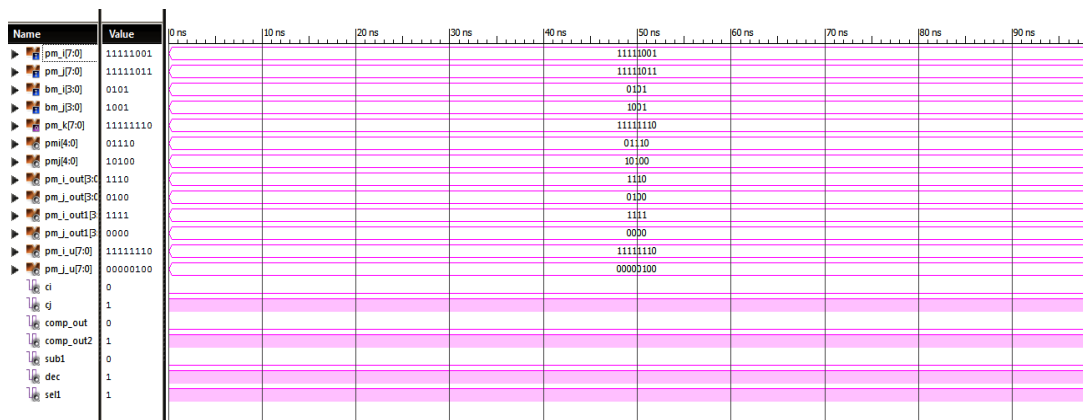 Name Value 0 ns 10 ns 20 ns 30 ns 40 ns 50 ns 60 ns 70 ns 80 ns 90 ns
pm_i[7:0] 11111001 11111001
pm_j[7:0] 11111011 11111011
bm_i[3:0] 0101 0101
bm_j[3:0] 1001 1001
pm_k[7:0] 11111110 11111110
pmi[4:0] 01110 01110
pmj[4:0] 10100 10100
pm_i_out[3:0 1110 1110
pm_j_out[3:0 0100 0100
pm_i_out1[3: 1111 1111
pm_j_out1[3: 0000 0000
pm_i_u[7:0] 11111110 11111110
pm_j_u[7:0] 00000100 00000100
ci 0
cj 1
comp_out 0
comp_out2 1
sub1 0
dec 1
sel1 1